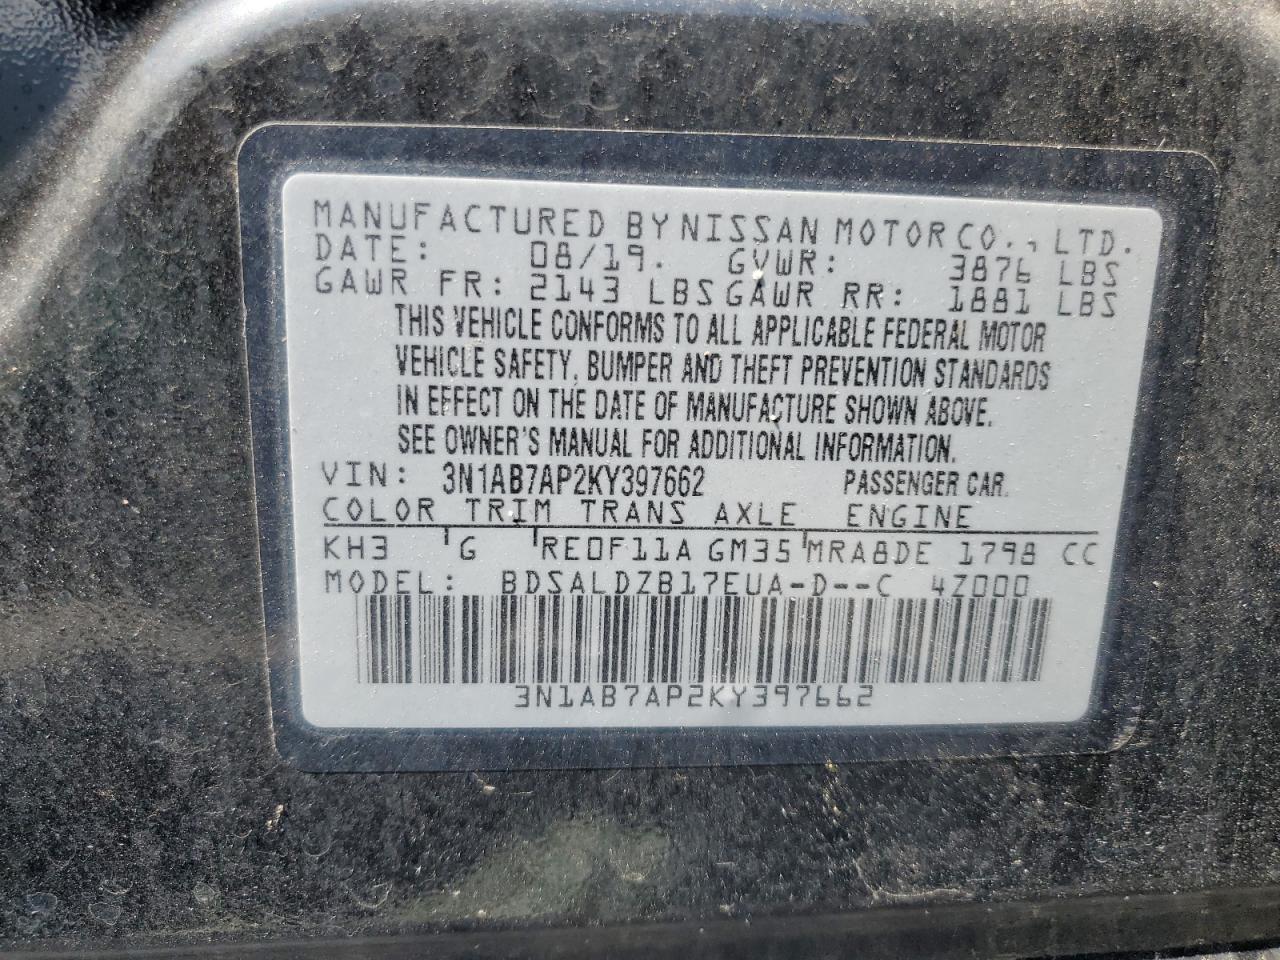 MANUFACTURED BY NISSAN MOTOR CO., LTD.
DATE: 08/19. GVWR: 3876 LBS
GAWR FR: 2143 LBS GAWR RR: 1881 LBS
THIS VEHICLE CONFORMS TO ALL APPLICABLE FEDERAL MOTOR
VEHICLE SAFETY, BUMPER AND THEFT PREVENTION STANDARDS
IN EFFECT ON THE DATE OF MANUFACTURE SHOWN ABOVE.
SEE OWNER'S MANUAL FOR ADDITIONAL INFORMATION.
VIN: 3N1AB7AP2KY397662 PASSENGER CAR.
COLOR TRIM TRANS AXLE ENGINE
KH3 G RE0F11A GM35 MRA8DE 1798 CC
MODEL: BDSALDZB17EUA-D--C 4Z000
3N1AB7AP2KY397662